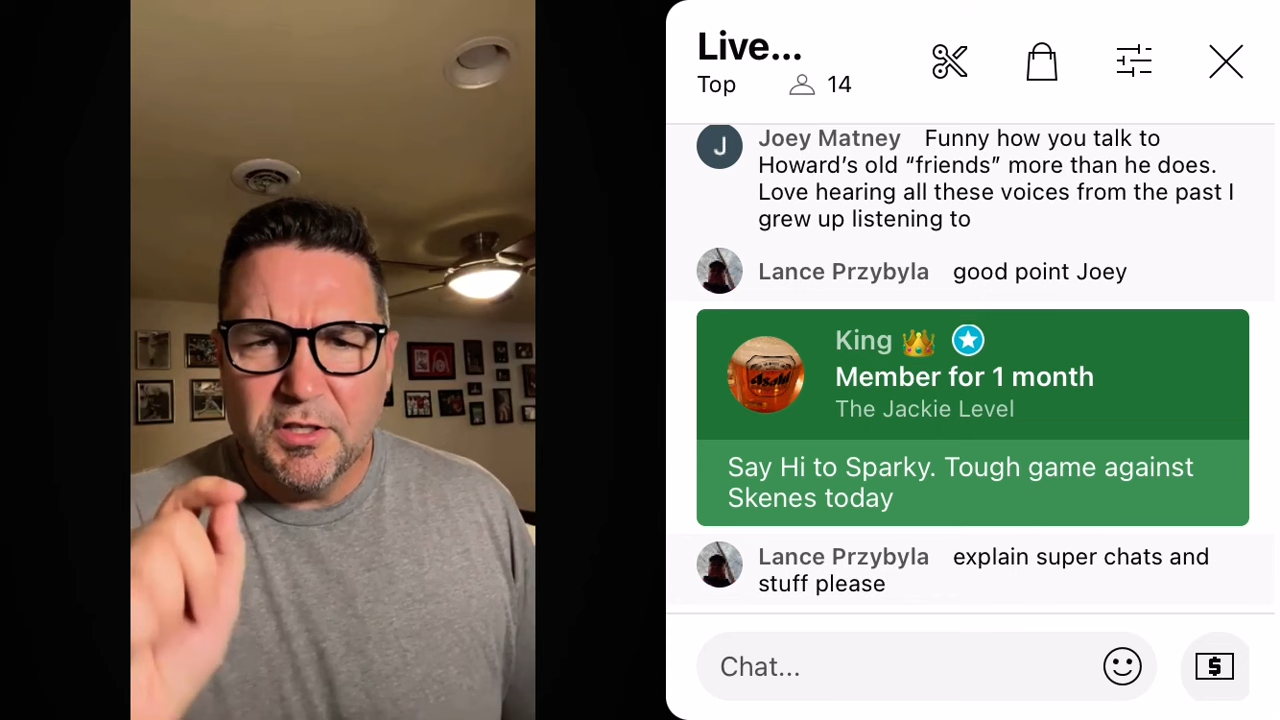 Live...
Top 14
J Joey Matney Funny how you talk to
Howard’s old “friends” more than he does.
Love hearing all these voices from the past I
grew up listening to
Lance Przybyla good point Joey
King 👑
Member for 1 month
The Jackie Level
Asahi
Say Hi to Sparky. Tough game against
Skenes today
Lance Przybyla explain super chats and
stuff please
Chat...
$